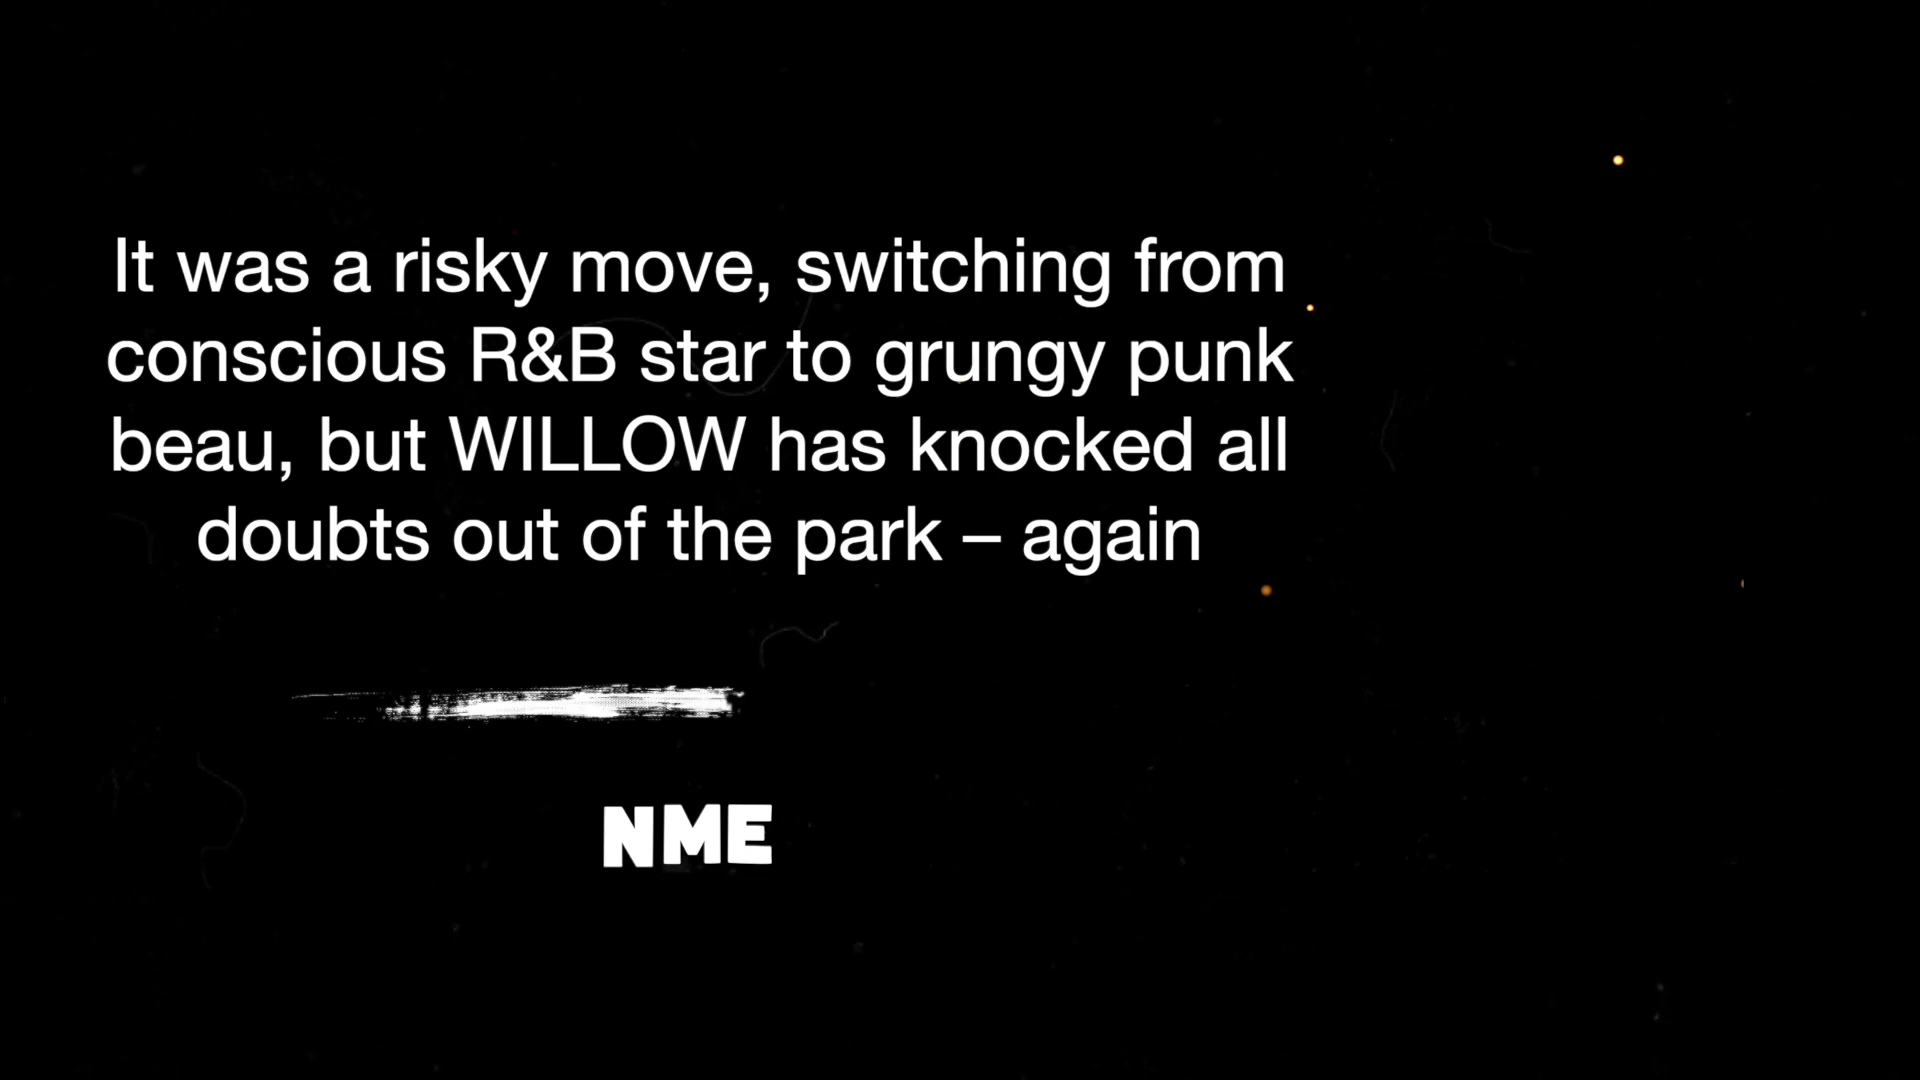 It was a risky move, switching from
conscious R&B star to grungy punk
beau, but WILLOW has knocked all
doubts out of the park – again
NME